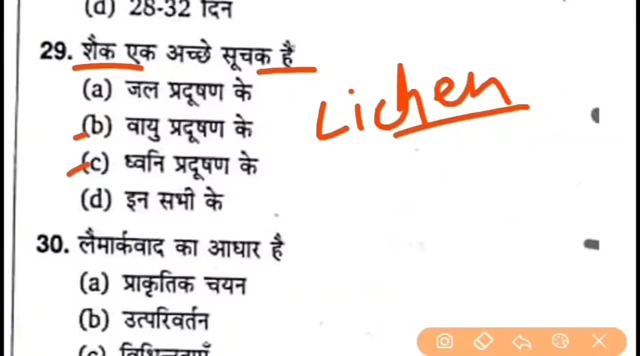 (d) 28-32 दिन
29. शैक एक अच्छे सूचक है
(a) जल प्रदूषण के
Lichen
(b) वायु प्रदूषण के
(c) ध्वनि प्रदूषण के
(d) इन सभी के
30. लैमार्कवाद का आधार है
(a) प्राकृतिक चयन
(b) उत्परिवर्तन
(c) विभिन्नताएँ